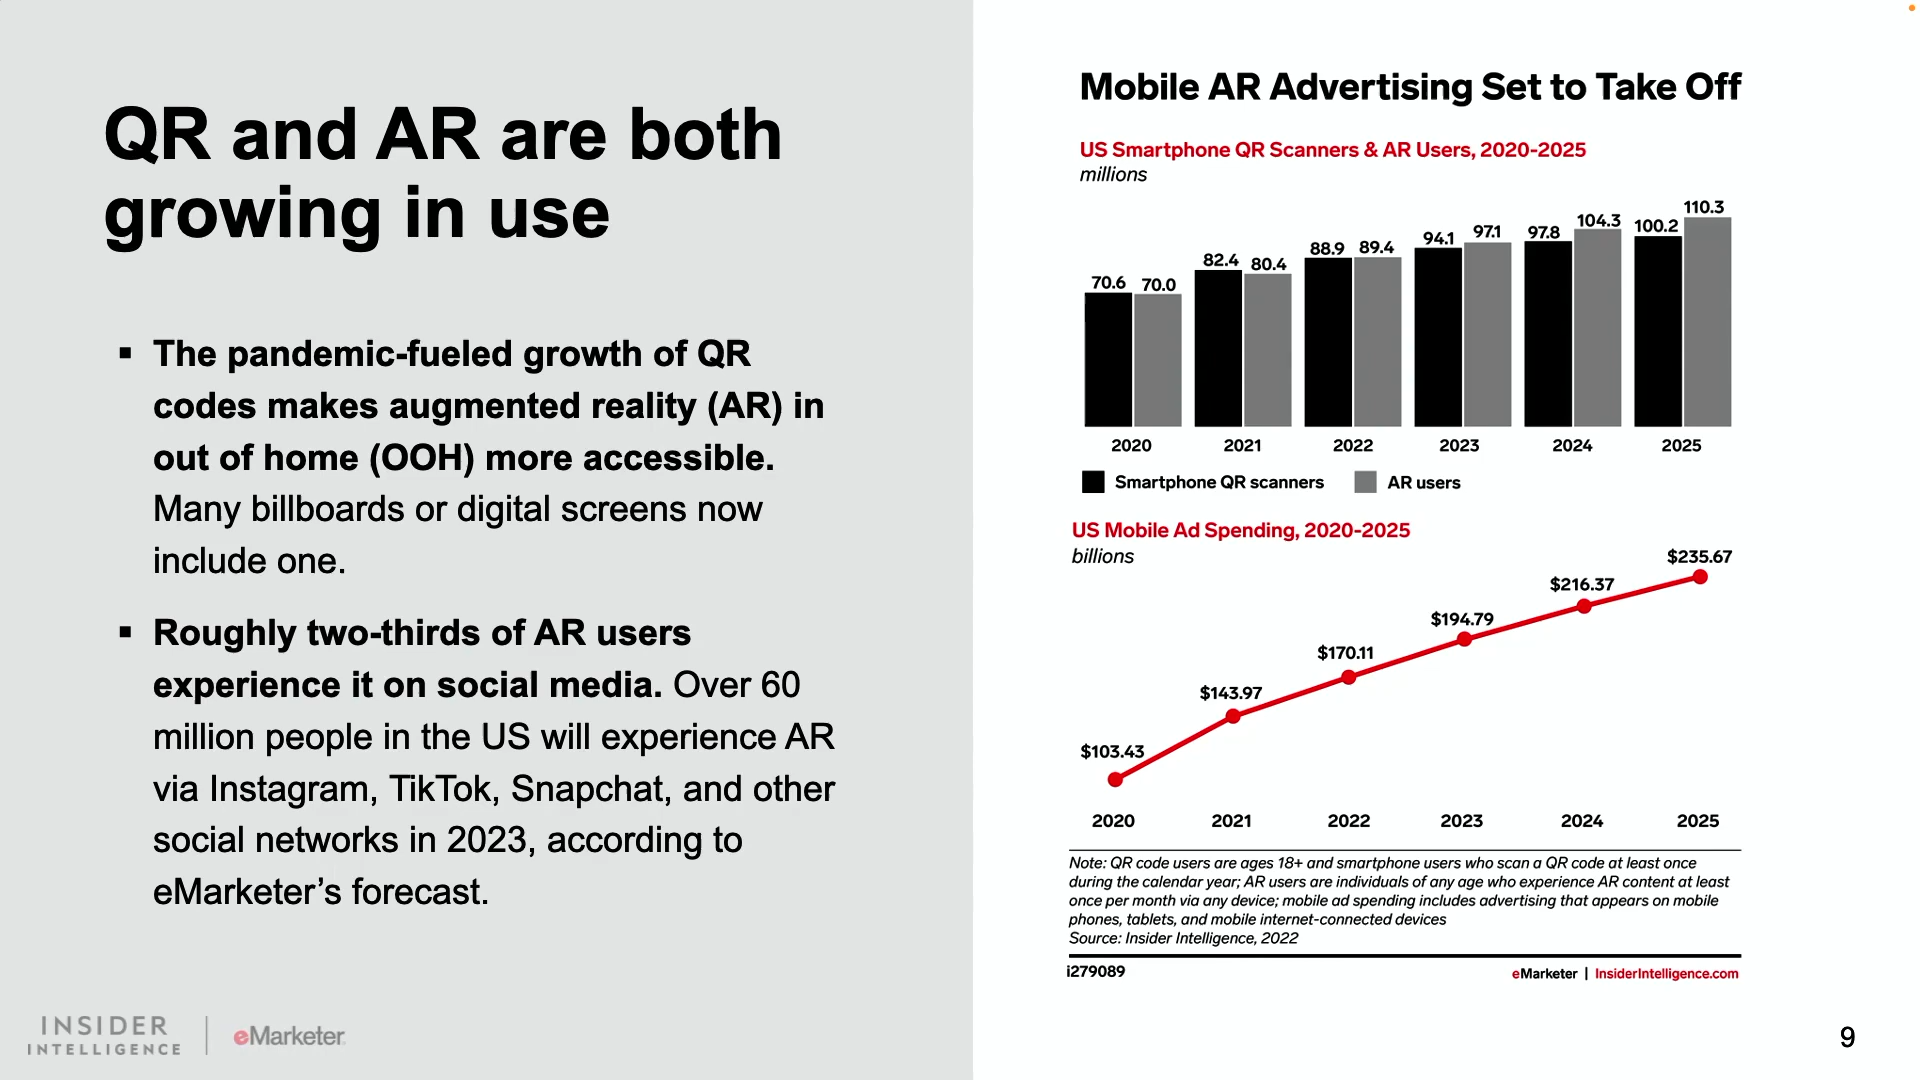 QR and AR are both
growing in use
▪ The pandemic-fueled growth of QR
codes makes augmented reality (AR) in
out of home (OOH) more accessible.
Many billboards or digital screens now
include one.
▪ Roughly two-thirds of AR users
experience it on social media. Over 60
million people in the US will experience AR
via Instagram, TikTok, Snapchat, and other
social networks in 2023, according to
eMarketer’s forecast.
INSIDER
INTELLIGENCE
eMarketer
Mobile AR Advertising Set to Take Off
US Smartphone QR Scanners & AR Users, 2020-2025
millions
70.6 70.0 82.4 80.4 88.9 89.4 94.1 97.1 97.8 104.3 100.2 110.3
2020 2021 2022 2023 2024 2025
Smartphone QR scanners AR users
US Mobile Ad Spending, 2020-2025
billions
$103.43 $143.97 $170.11 $194.79 $216.37 $235.67
2020 2021 2022 2023 2024 2025
Note: QR code users are ages 18+ and smartphone users who scan a QR code at least once
during the calendar year; AR users are individuals of any age who experience AR content at least
once per month via any device; mobile ad spending includes advertising that appears on mobile
phones, tablets, and mobile internet-connected devices
Source: Insider Intelligence, 2022
i279089
eMarketer | InsiderIntelligence.com
9